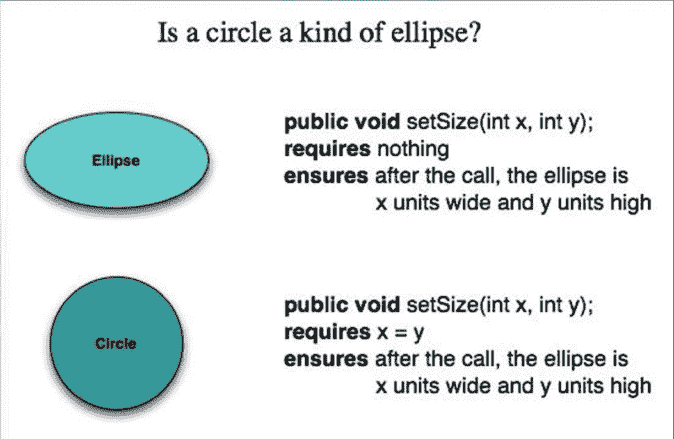 Is a circle a kind of ellipse?
Ellipse
public void setSize(int x, int y);
requires nothing
ensures after the call, the ellipse is
x units wide and y units high
Circle
public void setSize(int x, int y);
requires x = y
ensures after the call, the ellipse is
x units wide and y units high